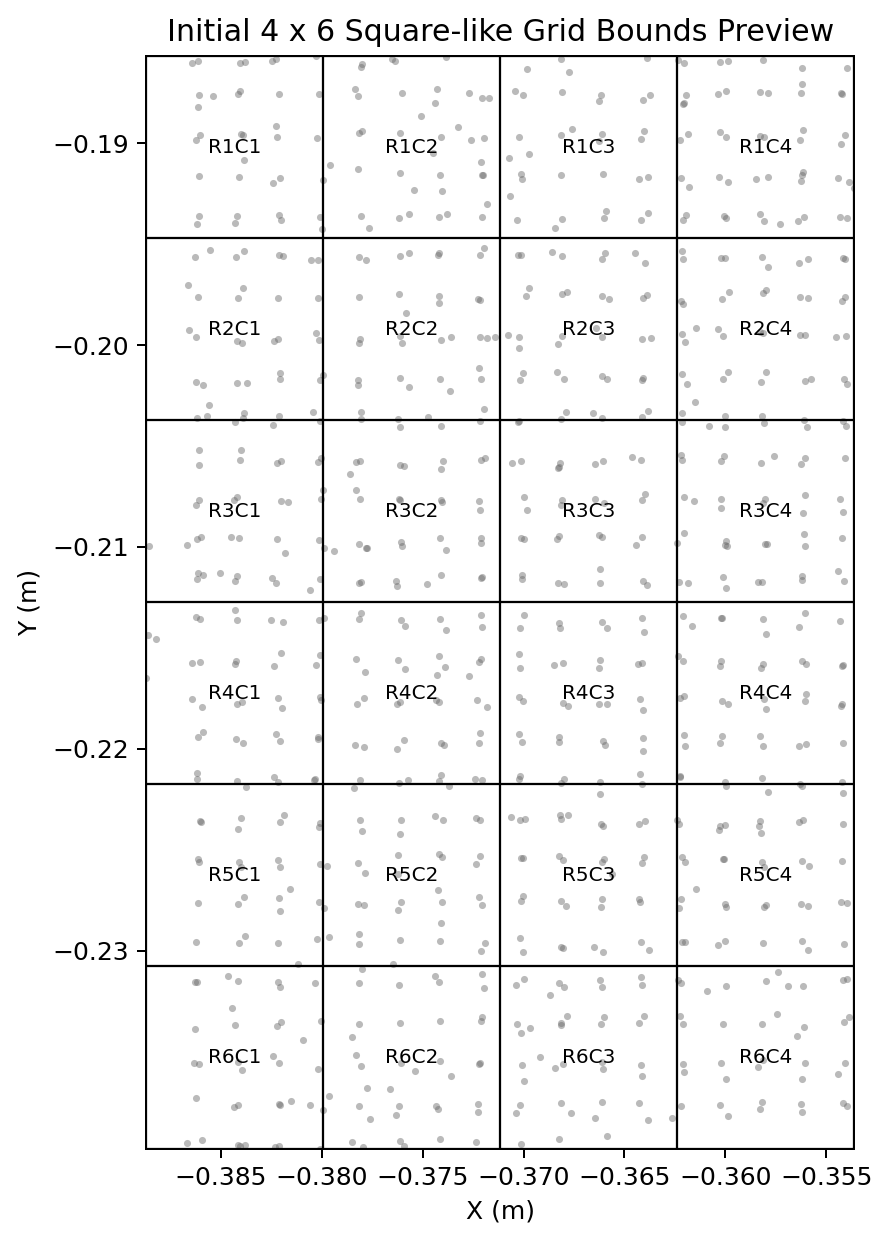 Initial 4 x 6 Square-like Grid Bounds Preview
−0.19
R1C1 R1C2 R1C3 R1C4
−0.20
R2C1 R2C2 R2C3 R2C4
R3C1 R3C2 R3C3 R3C4
−0.21
Y (m)
R4C1 R4C2 R4C3 R4C4
−0.22
R5C1 R5C2 R5C3 R5C4
−0.23
R6C1 R6C2 R6C3 R6C4
−0.385 −0.380 −0.375 −0.370 −0.365 −0.360 −0.355
X (m)